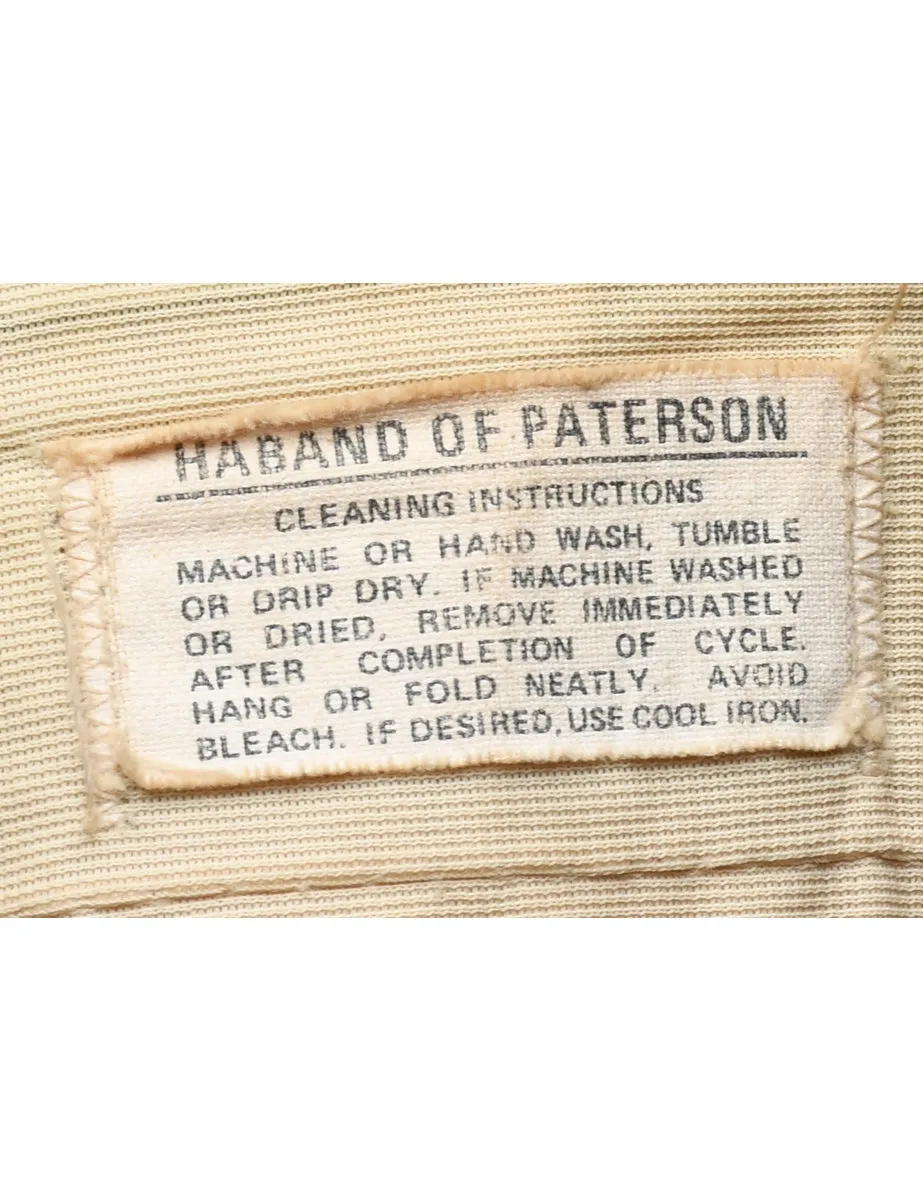 HABAND OF PATERSON
CLEANING INSTRUCTIONS
MACHINE OR HAND WASH, TUMBLE
OR DRIP DRY. IF MACHINE WASHED
OR DRIED, REMOVE IMMEDIATELY
AFTER COMPLETION OF CYCLE.
HANG OR FOLD NEATLY. AVOID
BLEACH. IF DESIRED, USE COOL IRON.